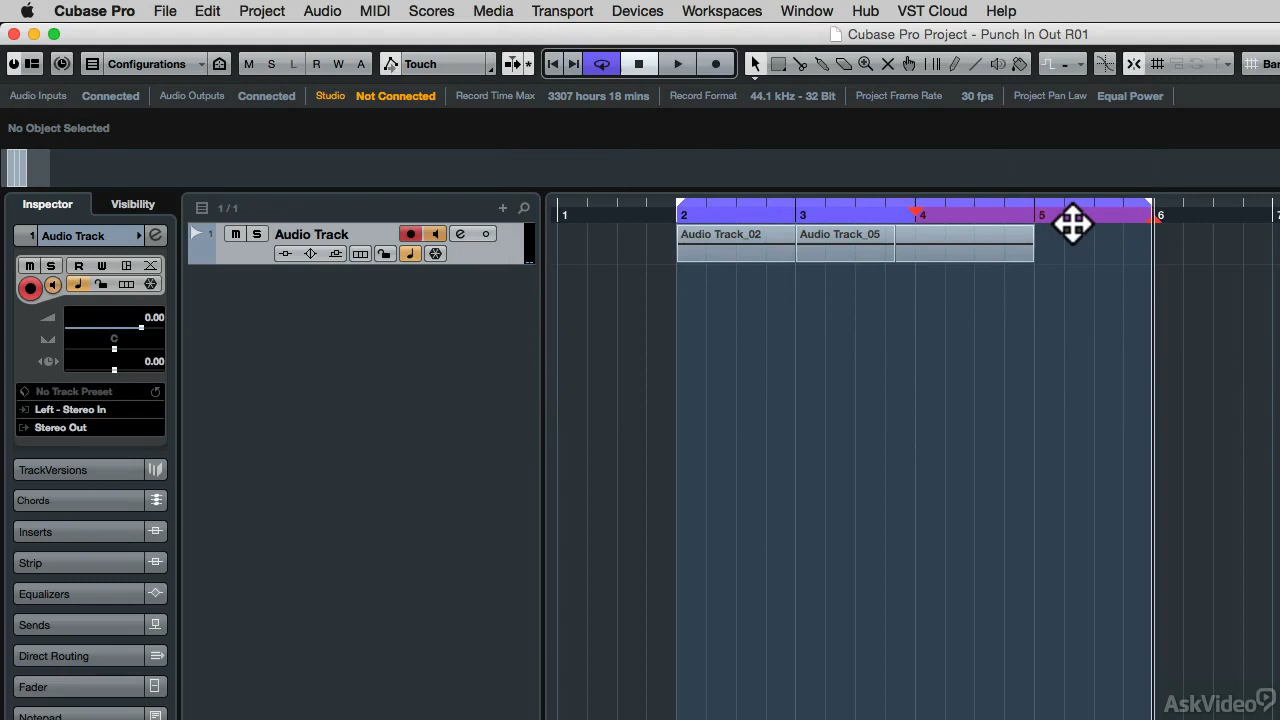 Cubase Pro File Edit Project Audio MIDI Scores Media Transport Devices Workspaces Window Hub VST Cloud Help
Cubase Pro Project - Punch In Out R01
Configurations M S L R W A Touch Bar
Audio Inputs Connected Audio Outputs Connected Studio Not Connected Record Time Max 3307 hours 18 mins Record Format 44.1 kHz - 32 Bit Project Frame Rate 30 fps Project Pan Law Equal Power
No Object Selected
Inspector Visibility 1 / 1 + 1 2 3 4 5 6 7
1 Audio Track 1 m S Audio Track e Audio Track_02 Audio Track_05
m S R W
0.00
C
0.00
No Track Preset
Left - Stereo In
Stereo Out
TrackVersions
Chords
Inserts
Strip
Equalizers
Sends
Direct Routing
Fader
Notepad
AskVideo